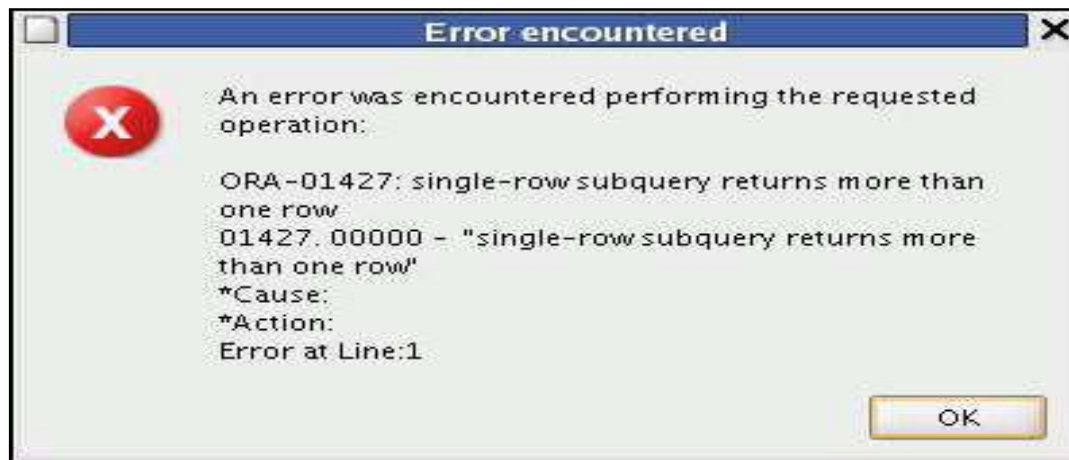 Error encountered
An error was encountered performing the requested
operation:
ORA-01427: single-row subquery returns more than
one row
01427. 00000 - "single-row subquery returns more
than one row"
*Cause:
*Action:
Error at Line:1
OK